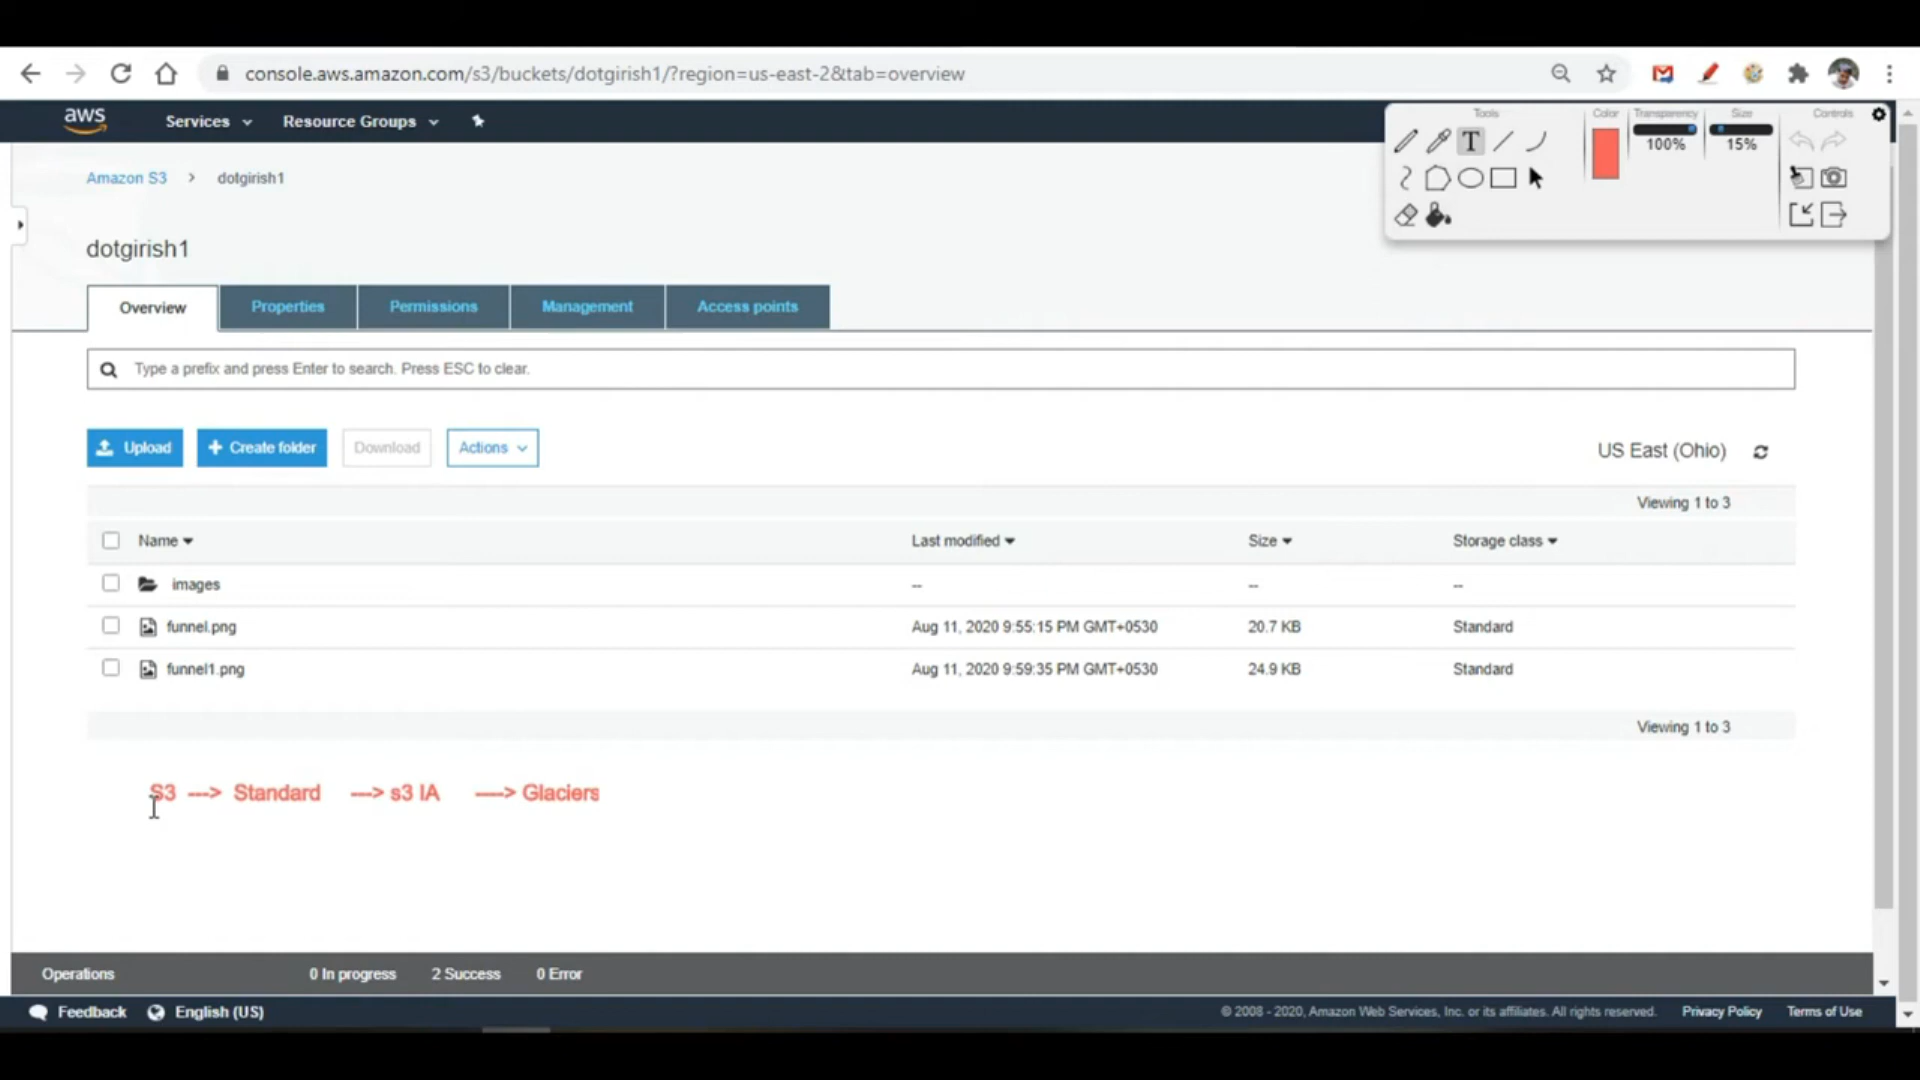 console.aws.amazon.com/s3/buckets/dotgirish1/?region=us-east-2&tab=overview
aws Services Resource Groups
Tools Color Transparency Size Controls
T
100% 15%
Amazon S3 > dotgirish1
dotgirish1
Overview Properties Permissions Management Access points
Type a prefix and press Enter to search. Press ESC to clear.
Upload + Create folder Download Actions US East (Ohio)
Viewing 1 to 3
Name Last modified Size Storage class
images -- -- --
funnel.png Aug 11, 2020 9:55:15 PM GMT+0530 20.7 KB Standard
funnel1.png Aug 11, 2020 9:59:35 PM GMT+0530 24.9 KB Standard
Viewing 1 to 3
S3 ---> Standard ---> s3 IA ----> Glaciers
Operations 0 In progress 2 Success 0 Error
Feedback English (US) © 2008 - 2020, Amazon Web Services, Inc. or its affiliates. All rights reserved. Privacy Policy Terms of Use